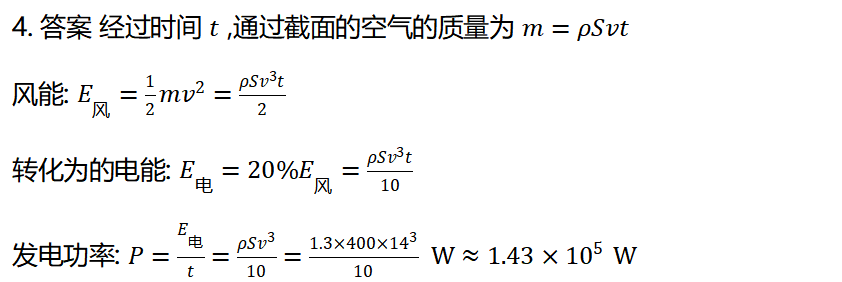 4. 答案 经过时间 t ,通过截面的空气的质量为 m = ρSvt
风能: E风 = 1/2 mv² = ρSv³t/2
转化为的电能: E电 = 20%E风 = ρSv³t/10
发电功率: P = E电/t = ρSv³/10 = 1.3×400×14³/10 W ≈ 1.43 × 10⁵ W